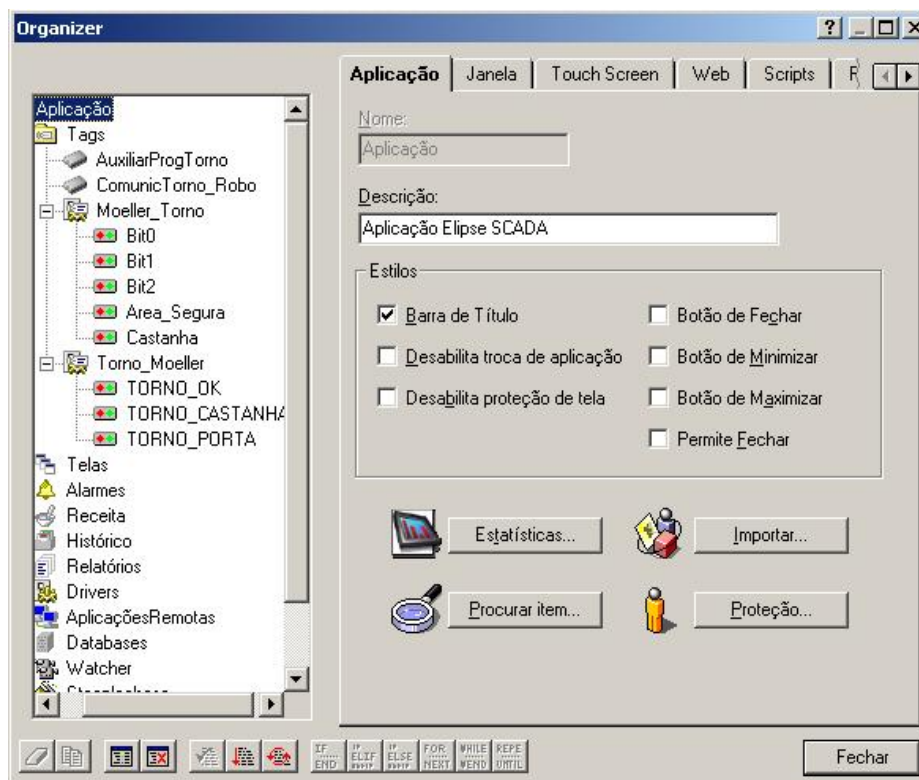 Organizer
Aplicação
Tags
AuxiliarProgTorno
ComunicTorno_Robo
Moeller_Torno
Bit0
Bit1
Bit2
Area_Segura
Castanha
Torno_Moeller
TORNO_OK
TORNO_CASTANHA
TORNO_PORTA
Telas
Alarmes
Receita
Histórico
Relatórios
Drivers
AplicaçõesRemotas
Databases
Watcher
Aplicação Janela Touch Screen Web Scripts
Nome:
Aplicação
Descrição:
Aplicação Elipse SCADA
Estilos
Barra de Título
Desabilita troca de aplicação
Desabilita proteção de tela
Botão de Fechar
Botão de Minimizar
Botão de Maximizar
Permite Fechar
Estatísticas... Importar...
Procurar item... Proteção...
IF END
IF ELIF
IF ELSE
FOR NEXT
WHILE WEND
REPE UNTIL
Fechar